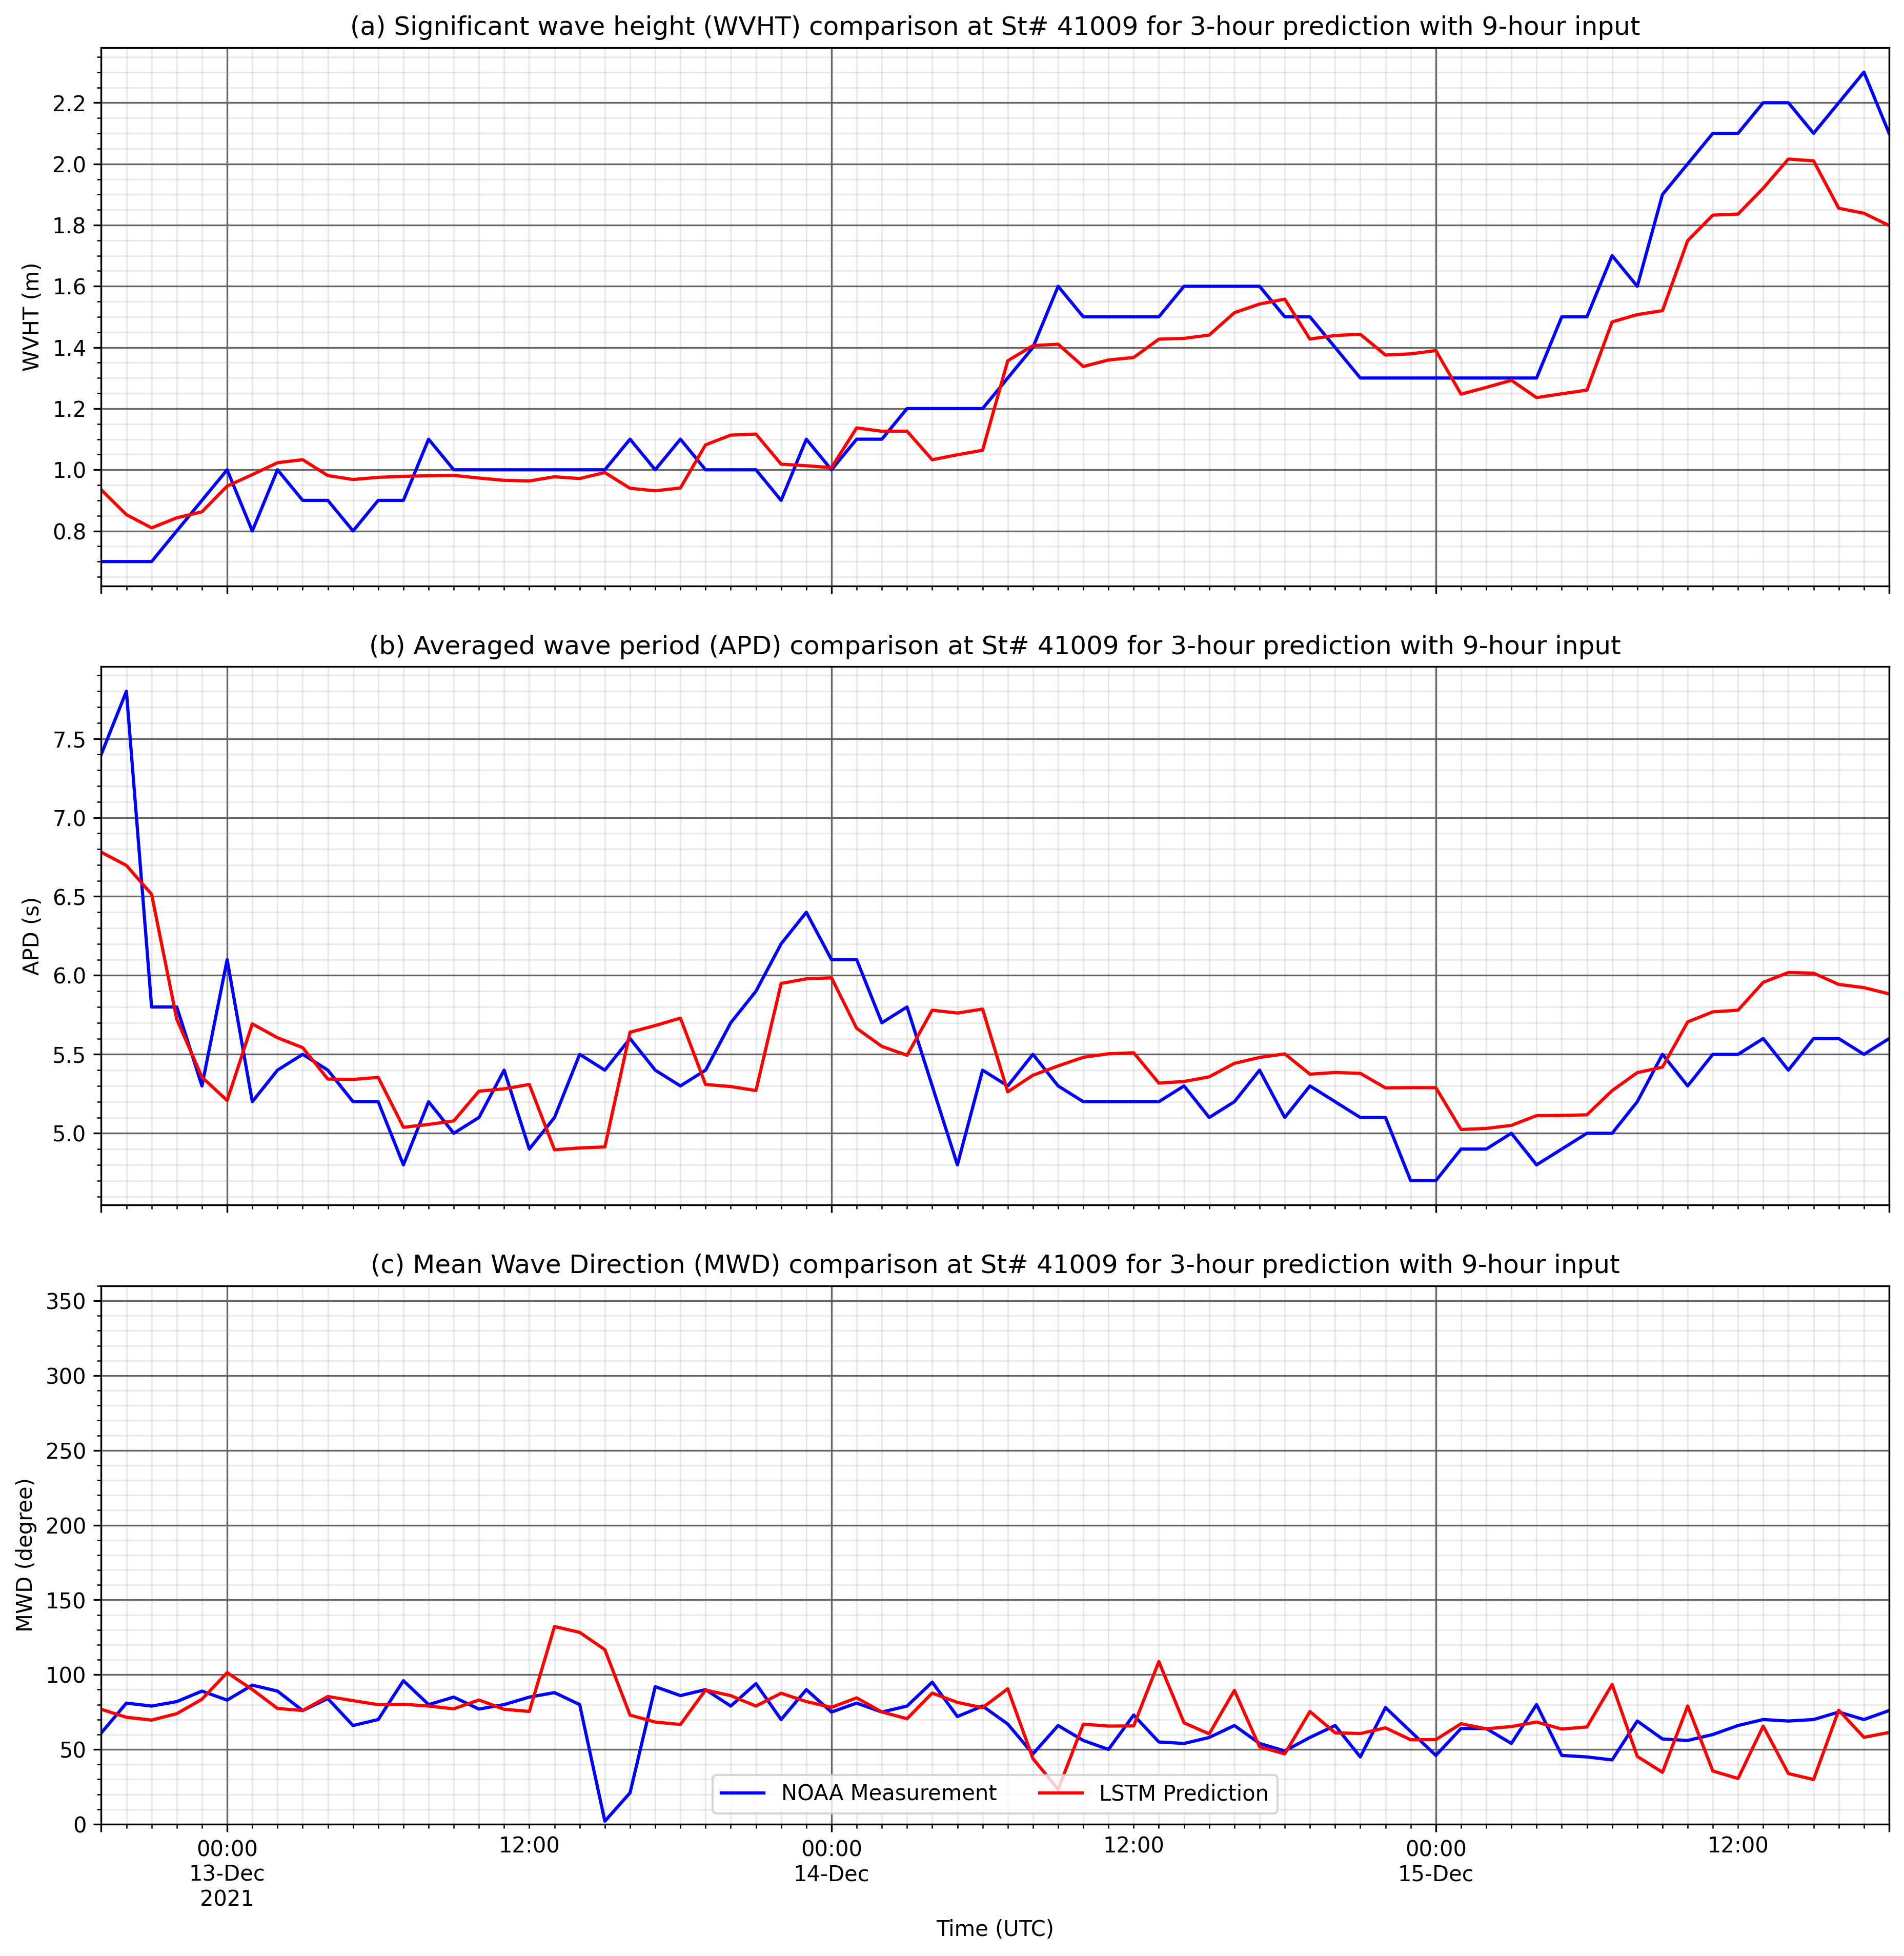 (a) Significant wave height (WVHT) comparison at St# 41009 for 3-hour prediction with 9-hour input
2.2
2.0
1.8
1.6
1.4
1.2
1.0
0.8
WVHT (m)
(b) Averaged wave period (APD) comparison at St# 41009 for 3-hour prediction with 9-hour input
7.5
7.0
6.5
6.0
5.5
5.0
APD (s)
(c) Mean Wave Direction (MWD) comparison at St# 41009 for 3-hour prediction with 9-hour input
350
300
250
200
150
100
50
0
MWD (degree)
NOAA Measurement LSTM Prediction
00:00 12:00 00:00 12:00 00:00 12:00
13-Dec 14-Dec 15-Dec
2021
Time (UTC)